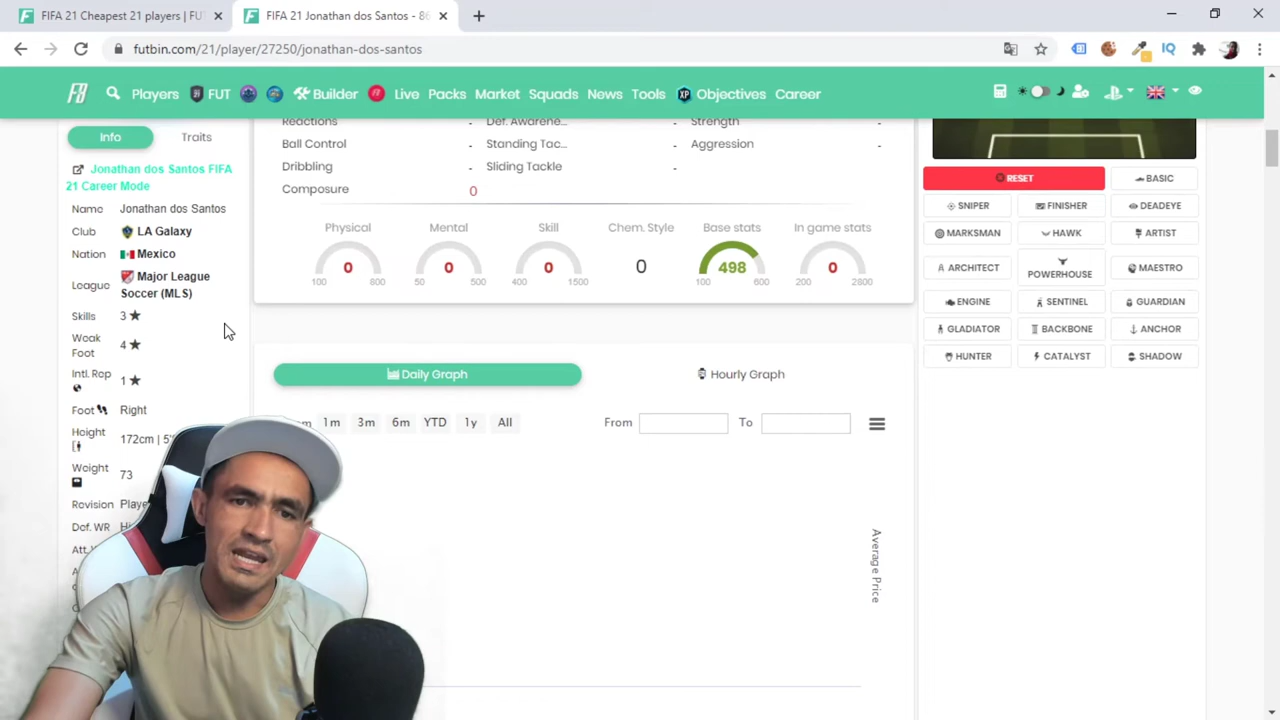 FIFA 21 Cheapest 21 players | FUT
FIFA 21 Jonathan dos Santos - 86
futbin.com/21/player/27250/jonathan-dos-santos
Players FUT Builder Live Packs Market Squads News Tools XP Objectives Career
Info Traits
Jonathan dos Santos FIFA
21 Career Mode
Name Jonathan dos Santos
Club LA Galaxy
Nation Mexico
League Major League
Soccer (MLS)
Skills 3
Weak
Foot 4
Intl. Rep 1
Foot Right
Height 172cm | 5'
Weight 73
Revision
Def. WR
Reactions - Def. Awarene... - Strength -
Ball Control - Standing Tac... - Aggression -
Dribbling - Sliding Tackle -
Composure 0
Physical Mental Skill Chem. Style Base stats In game stats
0 0 0 0 498 0
100 800 50 500 400 1500 100 600 200 2800
Daily Graph Hourly Graph
1m 3m 6m YTD 1y All From To
Average Price
RESET BASIC
SNIPER FINISHER DEADEYE
MARKSMAN HAWK ARTIST
ARCHITECT POWERHOUSE MAESTRO
ENGINE SENTINEL GUARDIAN
GLADIATOR BACKBONE ANCHOR
HUNTER CATALYST SHADOW